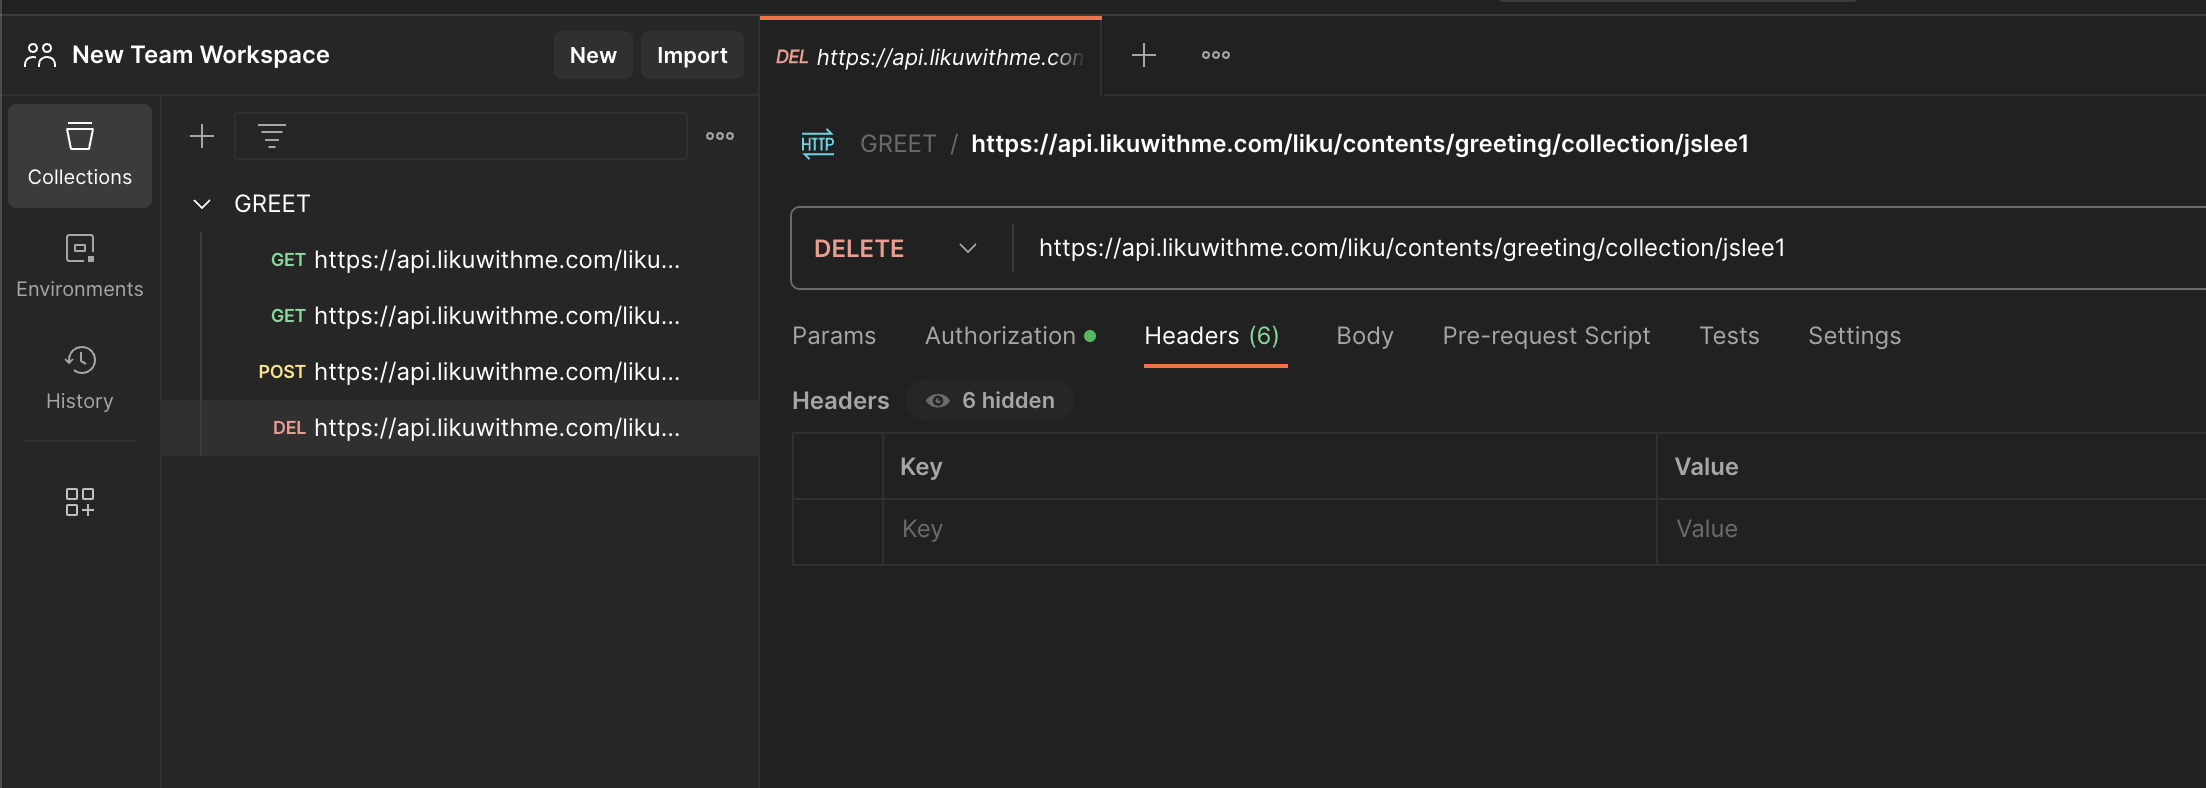 New Team Workspace
New
Import
DEL https://api.likuwithme.con
Collections
Environments
History
GREET
GET https://api.likuwithme.com/liku...
GET https://api.likuwithme.com/liku...
POST https://api.likuwithme.com/liku...
DEL https://api.likuwithme.com/liku...
HTTP GREET / https://api.likuwithme.com/liku/contents/greeting/collection/jslee1
DELETE https://api.likuwithme.com/liku/contents/greeting/collection/jslee1
Params Authorization Headers (6) Body Pre-request Script Tests Settings
Headers 6 hidden
Key Value
Key Value